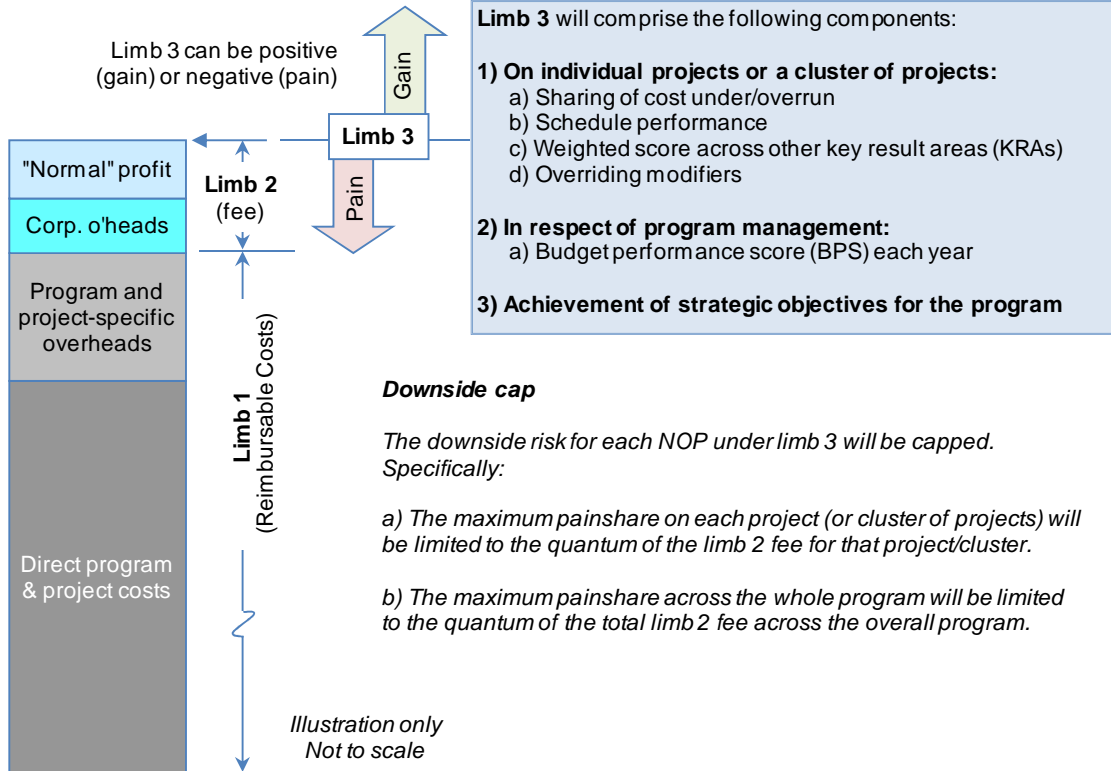 Limb 3 can be positive
(gain) or negative (pain)
Gain
Limb 3
Pain
"Normal" profit
Corp. o'heads
Program and
project-specific
overheads
Direct program
& project costs
Limb 2
(fee)
Limb 1
(Reimbursable Costs)
Limb 3 will comprise the following components:
1) On individual projects or a cluster of projects:
a) Sharing of cost under/overrun
b) Schedule performance
c) Weighted score across other key result areas (KRAs)
d) Overriding modifiers
2) In respect of program management:
a) Budget performance score (BPS) each year
3) Achievement of strategic objectives for the program
Downside cap
The downside risk for each NOP under limb 3 will be capped.
Specifically:
a) The maximum painshare on each project (or cluster of projects) will
be limited to the quantum of the limb 2 fee for that project/cluster.
b) The maximum painshare across the whole program will be limited
to the quantum of the total limb 2 fee across the overall program.
Illustration only
Not to scale